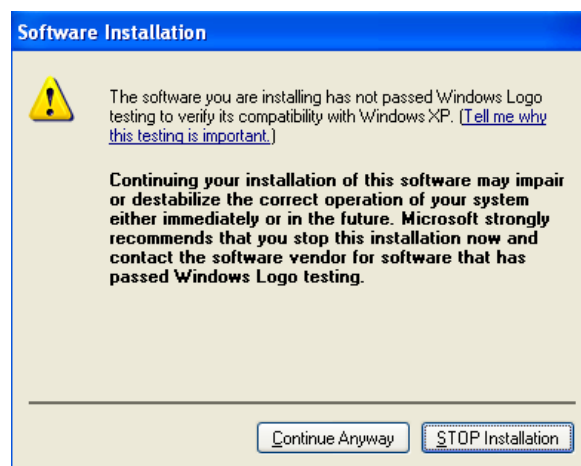 Software Installation
The software you are installing has not passed Windows Logo
testing to verify its compatibility with Windows XP. (Tell me why
this testing is important.)
Continuing your installation of this software may impair
or destabilize the correct operation of your system
either immediately or in the future. Microsoft strongly
recommends that you stop this installation now and
contact the software vendor for software that has
passed Windows Logo testing.
Continue Anyway STOP Installation